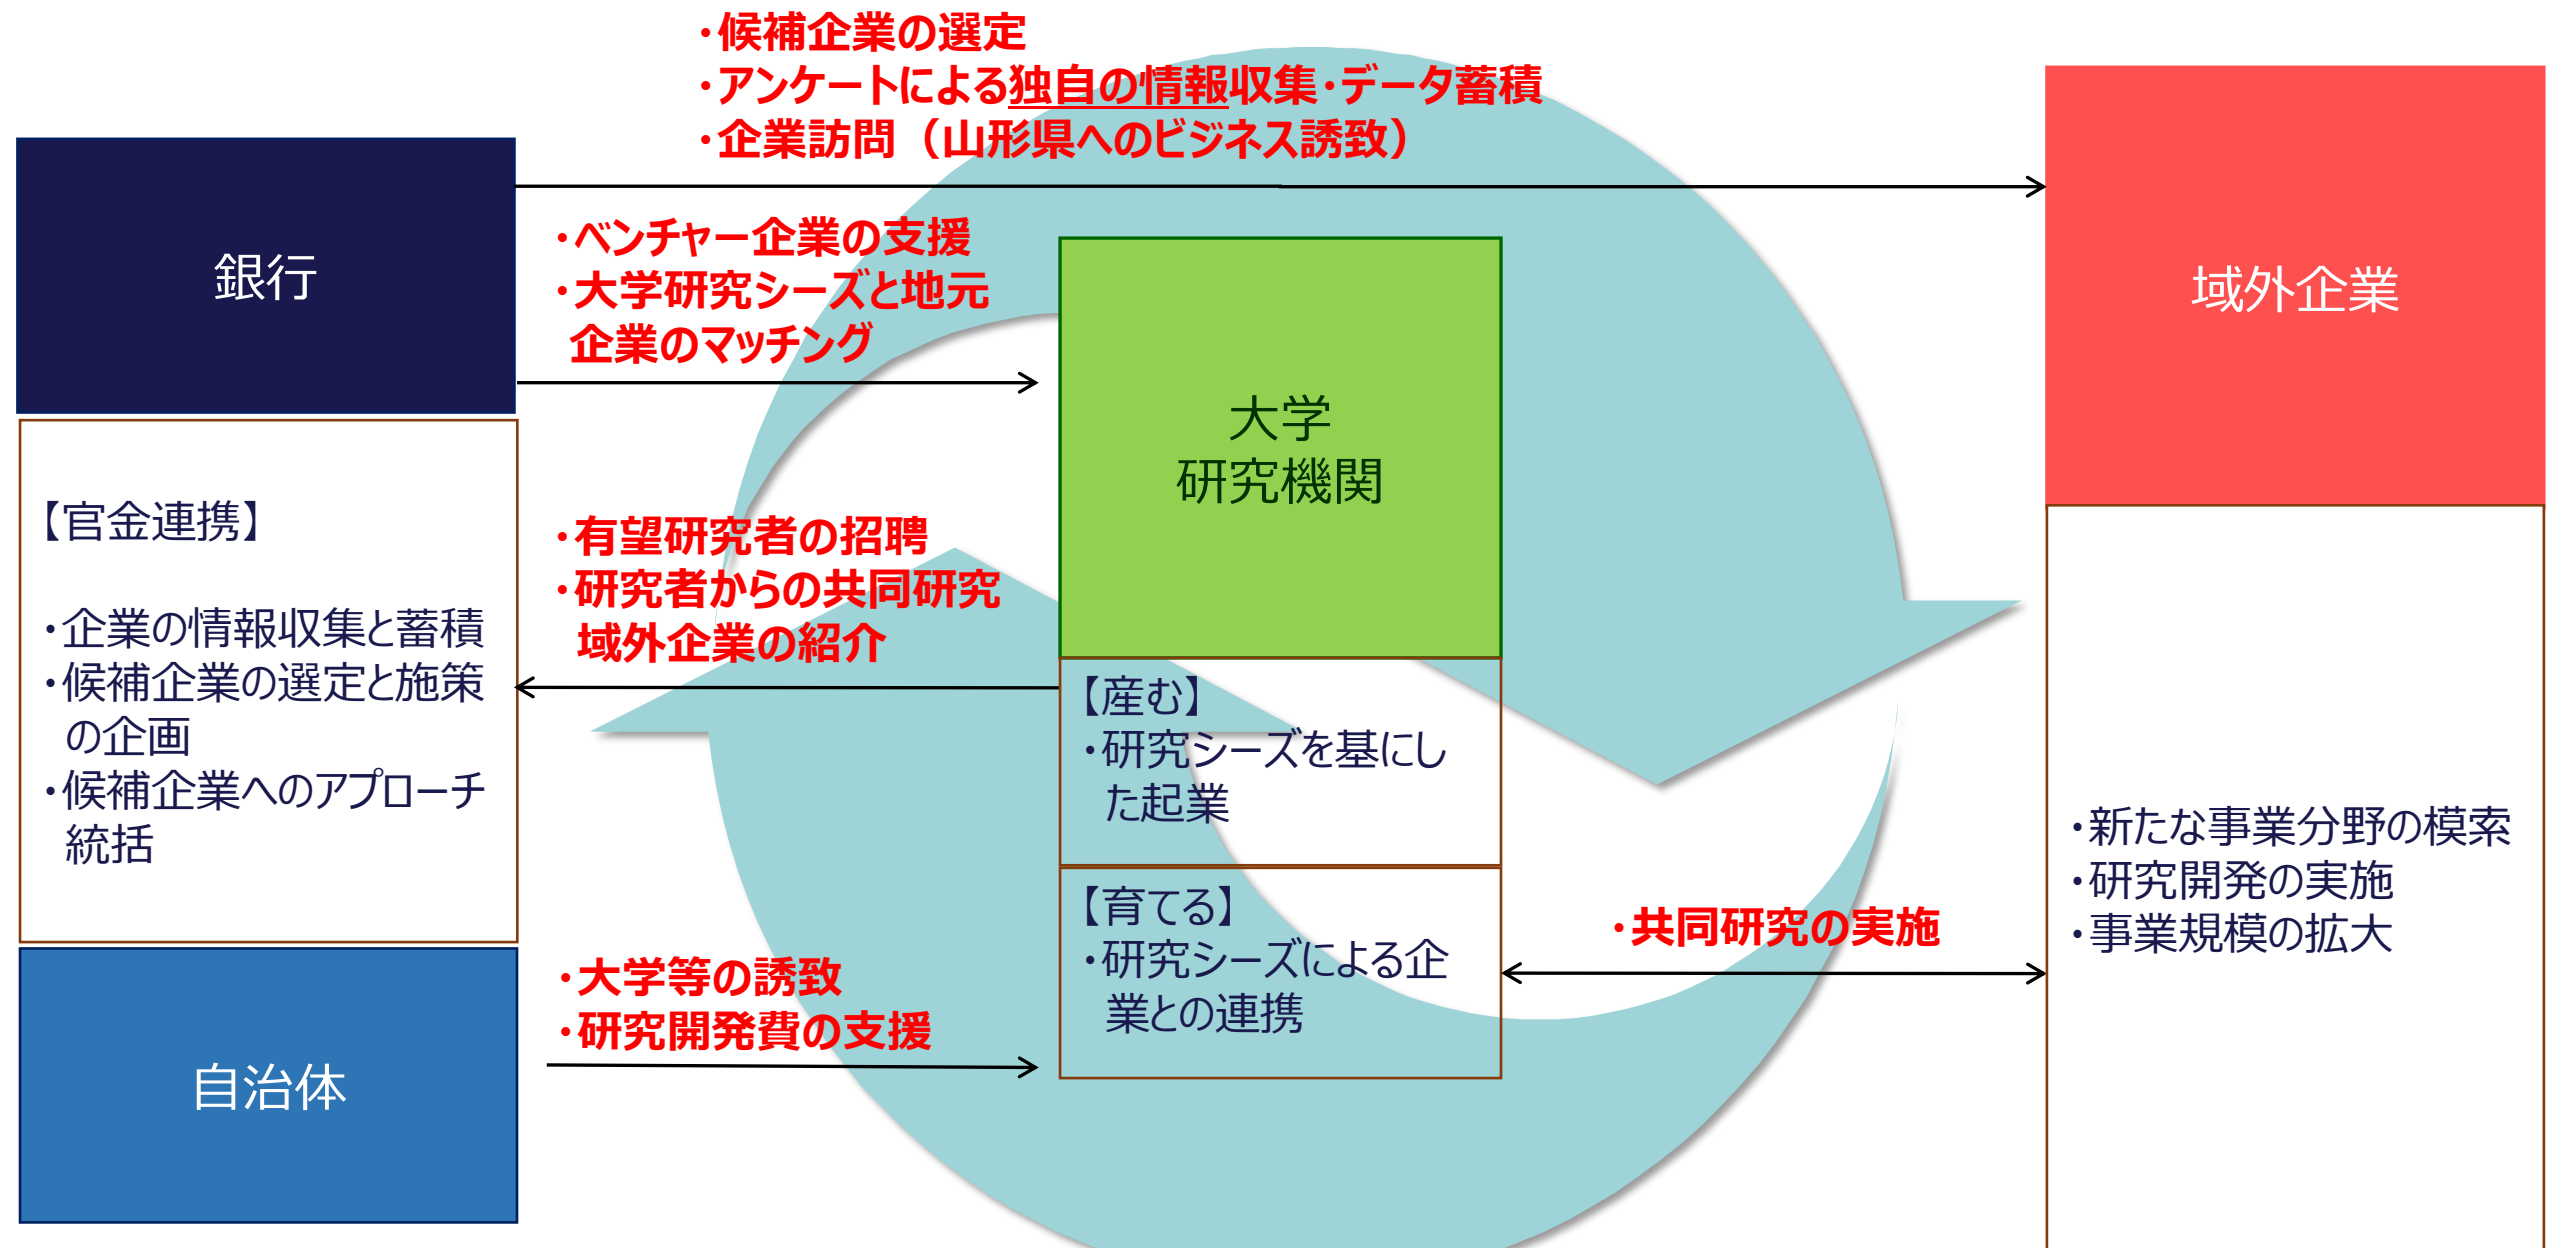 ・候補企業の選定
・アンケートによる独自の情報収集・データ蓄積
・企業訪問（山形県へのビジネス誘致）
銀行
・ベンチャー企業の支援
・大学研究シーズと地元
企業のマッチング
大学
研究機関
域外企業
【官金連携】
・企業の情報収集と蓄積
・候補企業の選定と施策
の企画
・候補企業へのアプローチ
統括
・有望研究者の招聘
・研究者からの共同研究
域外企業の紹介
【産む】
・研究シーズを基にし
た起業
【育てる】
・研究シーズによる企
業との連携
・共同研究の実施
・新たな事業分野の模索
・研究開発の実施
・事業規模の拡大
・大学等の誘致
・研究開発費の支援
自治体